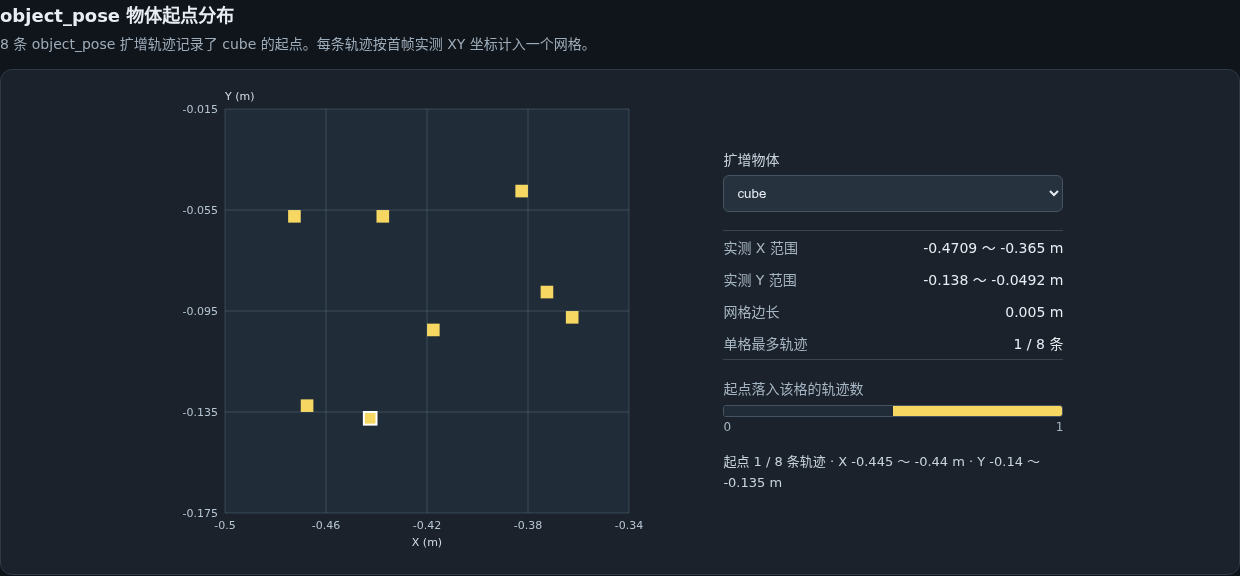 object_pose 物体起点分布
8 条 object_pose 扩增轨迹记录了 cube 的起点。每条轨迹按首帧实测 XY 坐标计入一个网格。
Y (m)
-0.015
-0.055
-0.095
-0.135
-0.175
-0.5
-0.46
-0.42
-0.38
-0.34
X (m)
扩增物体
cube
实测 X 范围
-0.4709 ～ -0.365 m
实测 Y 范围
-0.138 ～ -0.0492 m
网格边长
0.005 m
单格最多轨迹
1 / 8 条
起点落入该格的轨迹数
0
1
起点 1 / 8 条轨迹 · X -0.445 ～ -0.44 m · Y -0.14 ～
-0.135 m